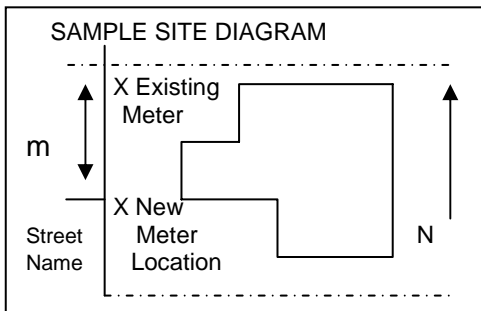 SAMPLE SITE DIAGRAM
X Existing
Meter
m
X New
Meter
Location
Street
Name
N